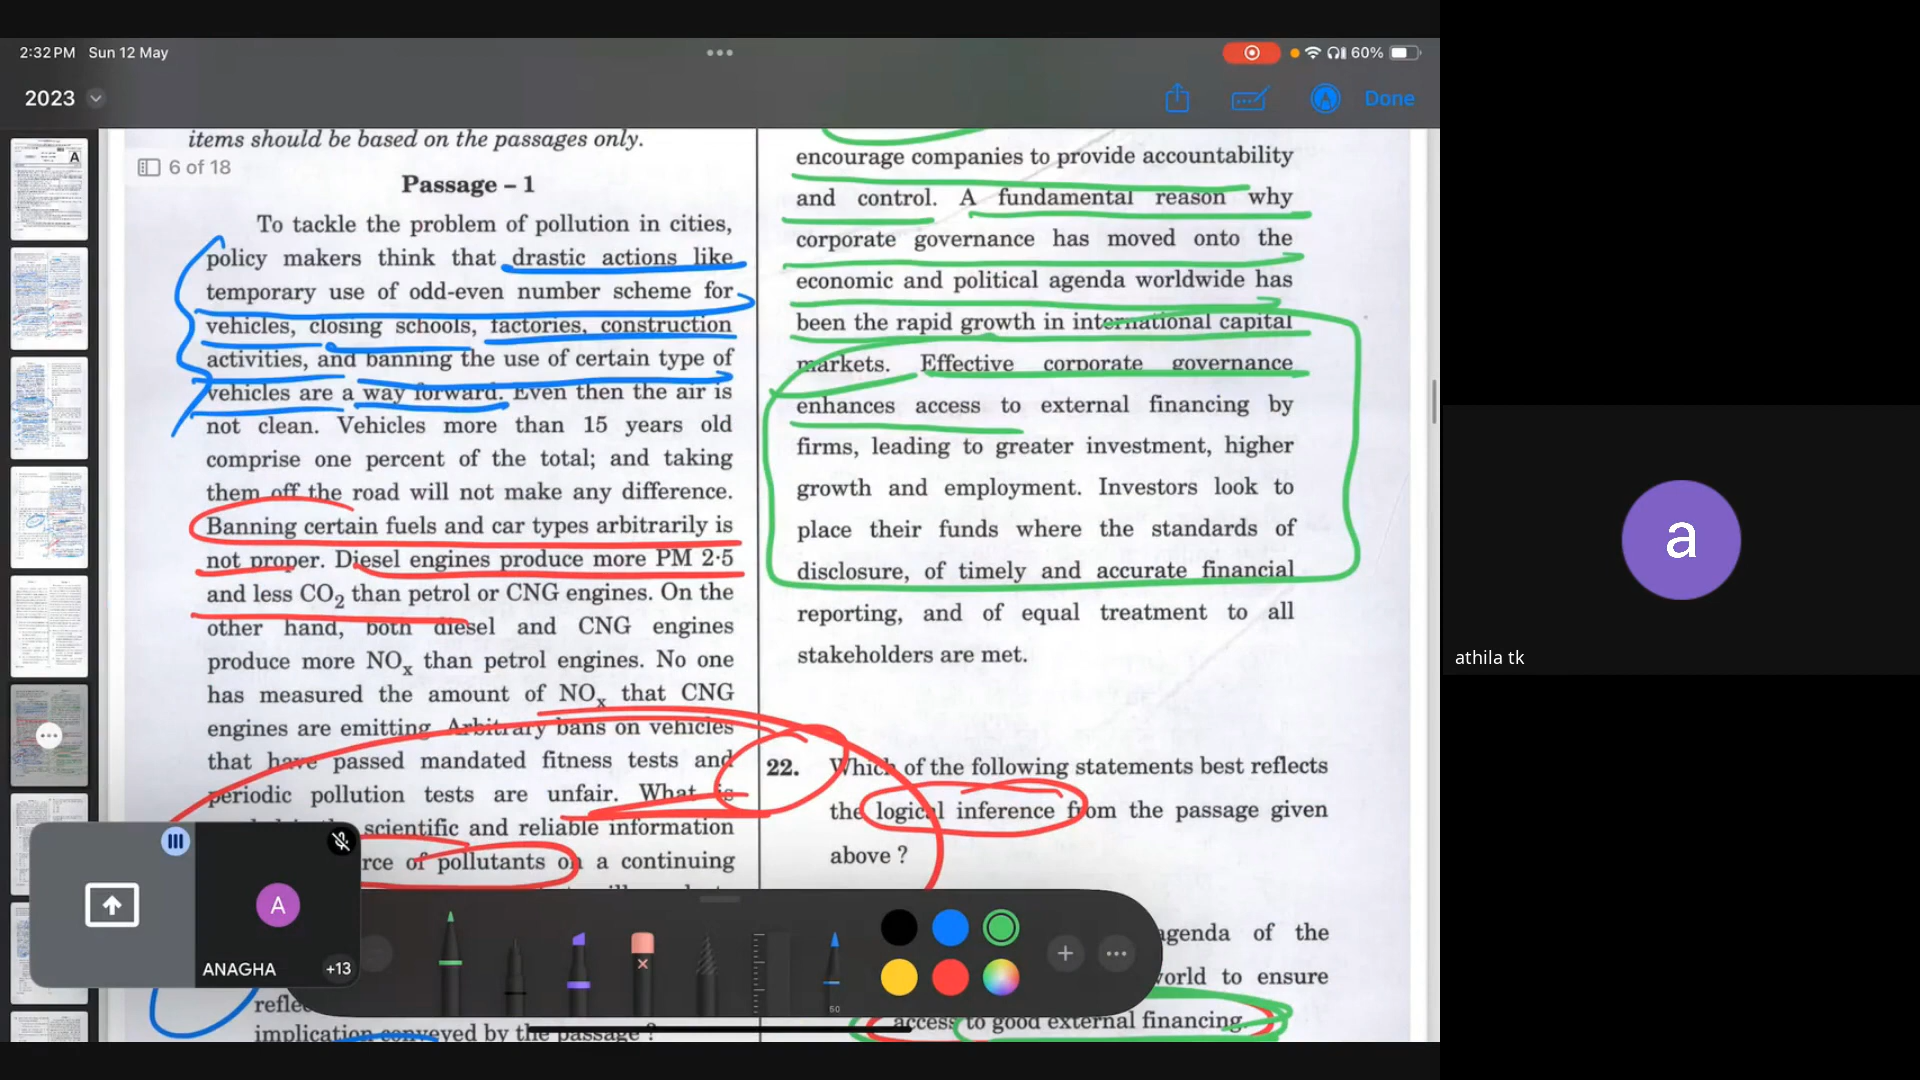 2:32 PM Sun 12 May
60%
2023
Done
items should be based on the passages only.
6 of 18
Passage – 1
To tackle the problem of pollution in cities,
policy makers think that drastic actions like
temporary use of odd-even number scheme for
vehicles, closing schools, factories, construction
activities, and banning the use of certain type of
vehicles are a way forward. Even then the air is
not clean. Vehicles more than 15 years old
comprise one percent of the total; and taking
them off the road will not make any difference.
Banning certain fuels and car types arbitrarily is
not proper. Diesel engines produce more PM 2·5
and less CO2 than petrol or CNG engines. On the
other hand, both diesel and CNG engines
produce more NOx than petrol engines. No one
has measured the amount of NOx that CNG
engines are emitting. Arbitrary bans on vehicles
that have passed mandated fitness tests and
periodic pollution tests are unfair. What is
scientific and reliable information
of pollutants on a continuing
implication conveyed by the passage ?
encourage companies to provide accountability
and control. A fundamental reason why
corporate governance has moved onto the
economic and political agenda worldwide has
been the rapid growth in international capital
markets. Effective corporate governance
enhances access to external financing by
firms, leading to greater investment, higher
growth and employment. Investors look to
place their funds where the standards of
disclosure, of timely and accurate financial
reporting, and of equal treatment to all
stakeholders are met.
22. Which of the following statements best reflects
the logical inference from the passage given
above ?
agenda of the
world to ensure
access to good external financing.
A
ANAGHA
+13
50
a
athila tk